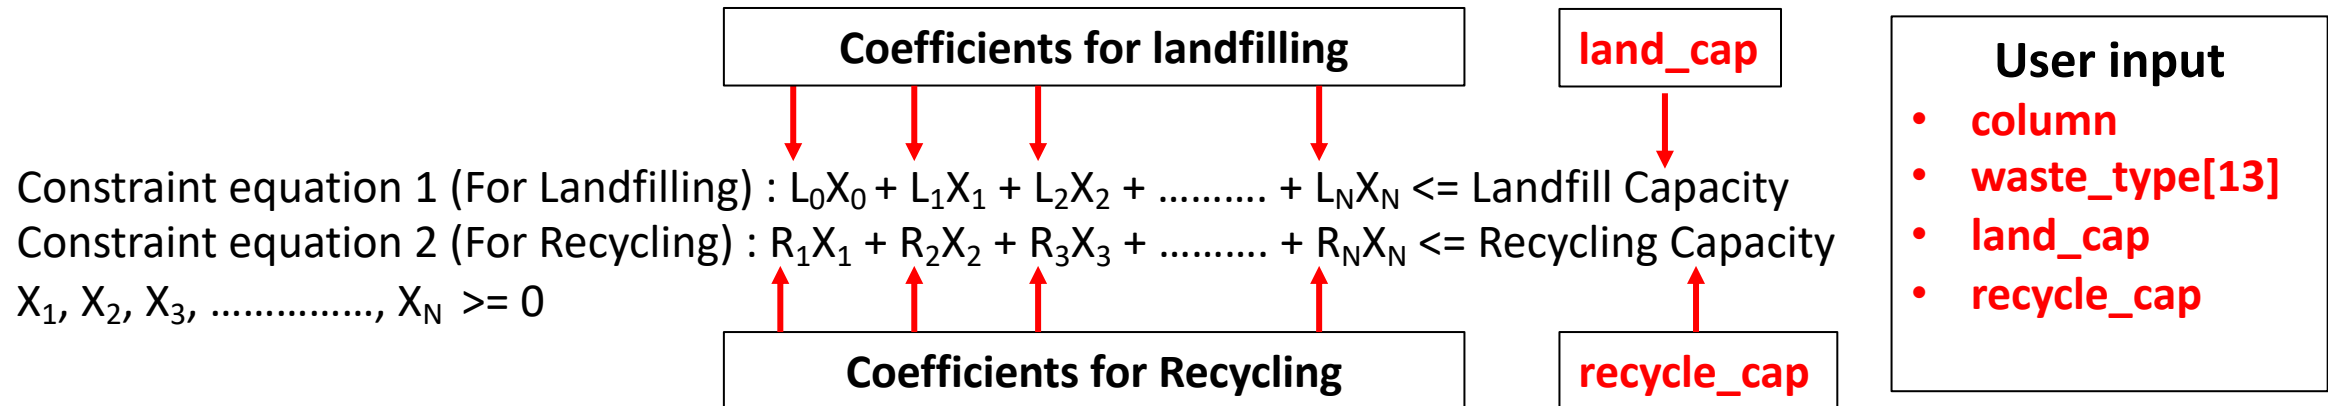 Coefficients for landfilling
land_cap
Constraint equation 1 (For Landfilling) : L₀X₀ + L₁X₁ + L₂X₂ + .......... + LₙXₙ <= Landfill Capacity
Constraint equation 2 (For Recycling) : R₁X₁ + R₂X₂ + R₃X₃ + .......... + RₙXₙ <= Recycling Capacity
X₁, X₂, X₃, ..............., Xₙ >= 0
Coefficients for Recycling
recycle_cap
User input
• column
• waste_type[13]
• land_cap
• recycle_cap